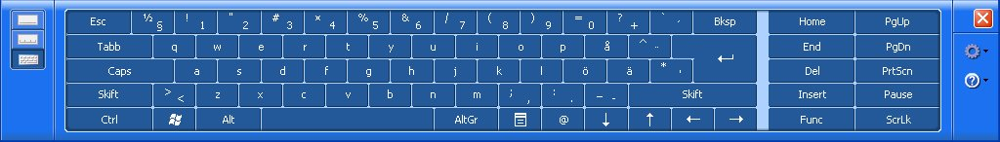 Esc ½ § ! 1 " 2 # 3 ¤ 4 % 5 & 6 / 7 ( 8 ) 9 = 0 ? + ` ´ Bksp Home PgUp
Tabb q w e r t y u i o p å ^ ¨ End PgDn
Caps a s d f g h j k l ö ä * ' ↵ Del PrtScn
Skift > < z x c v b n m ; , : . _ - Skift Insert Pause
Ctrl Alt AltGr @ ↓ ↑ ← → Func ScrLk